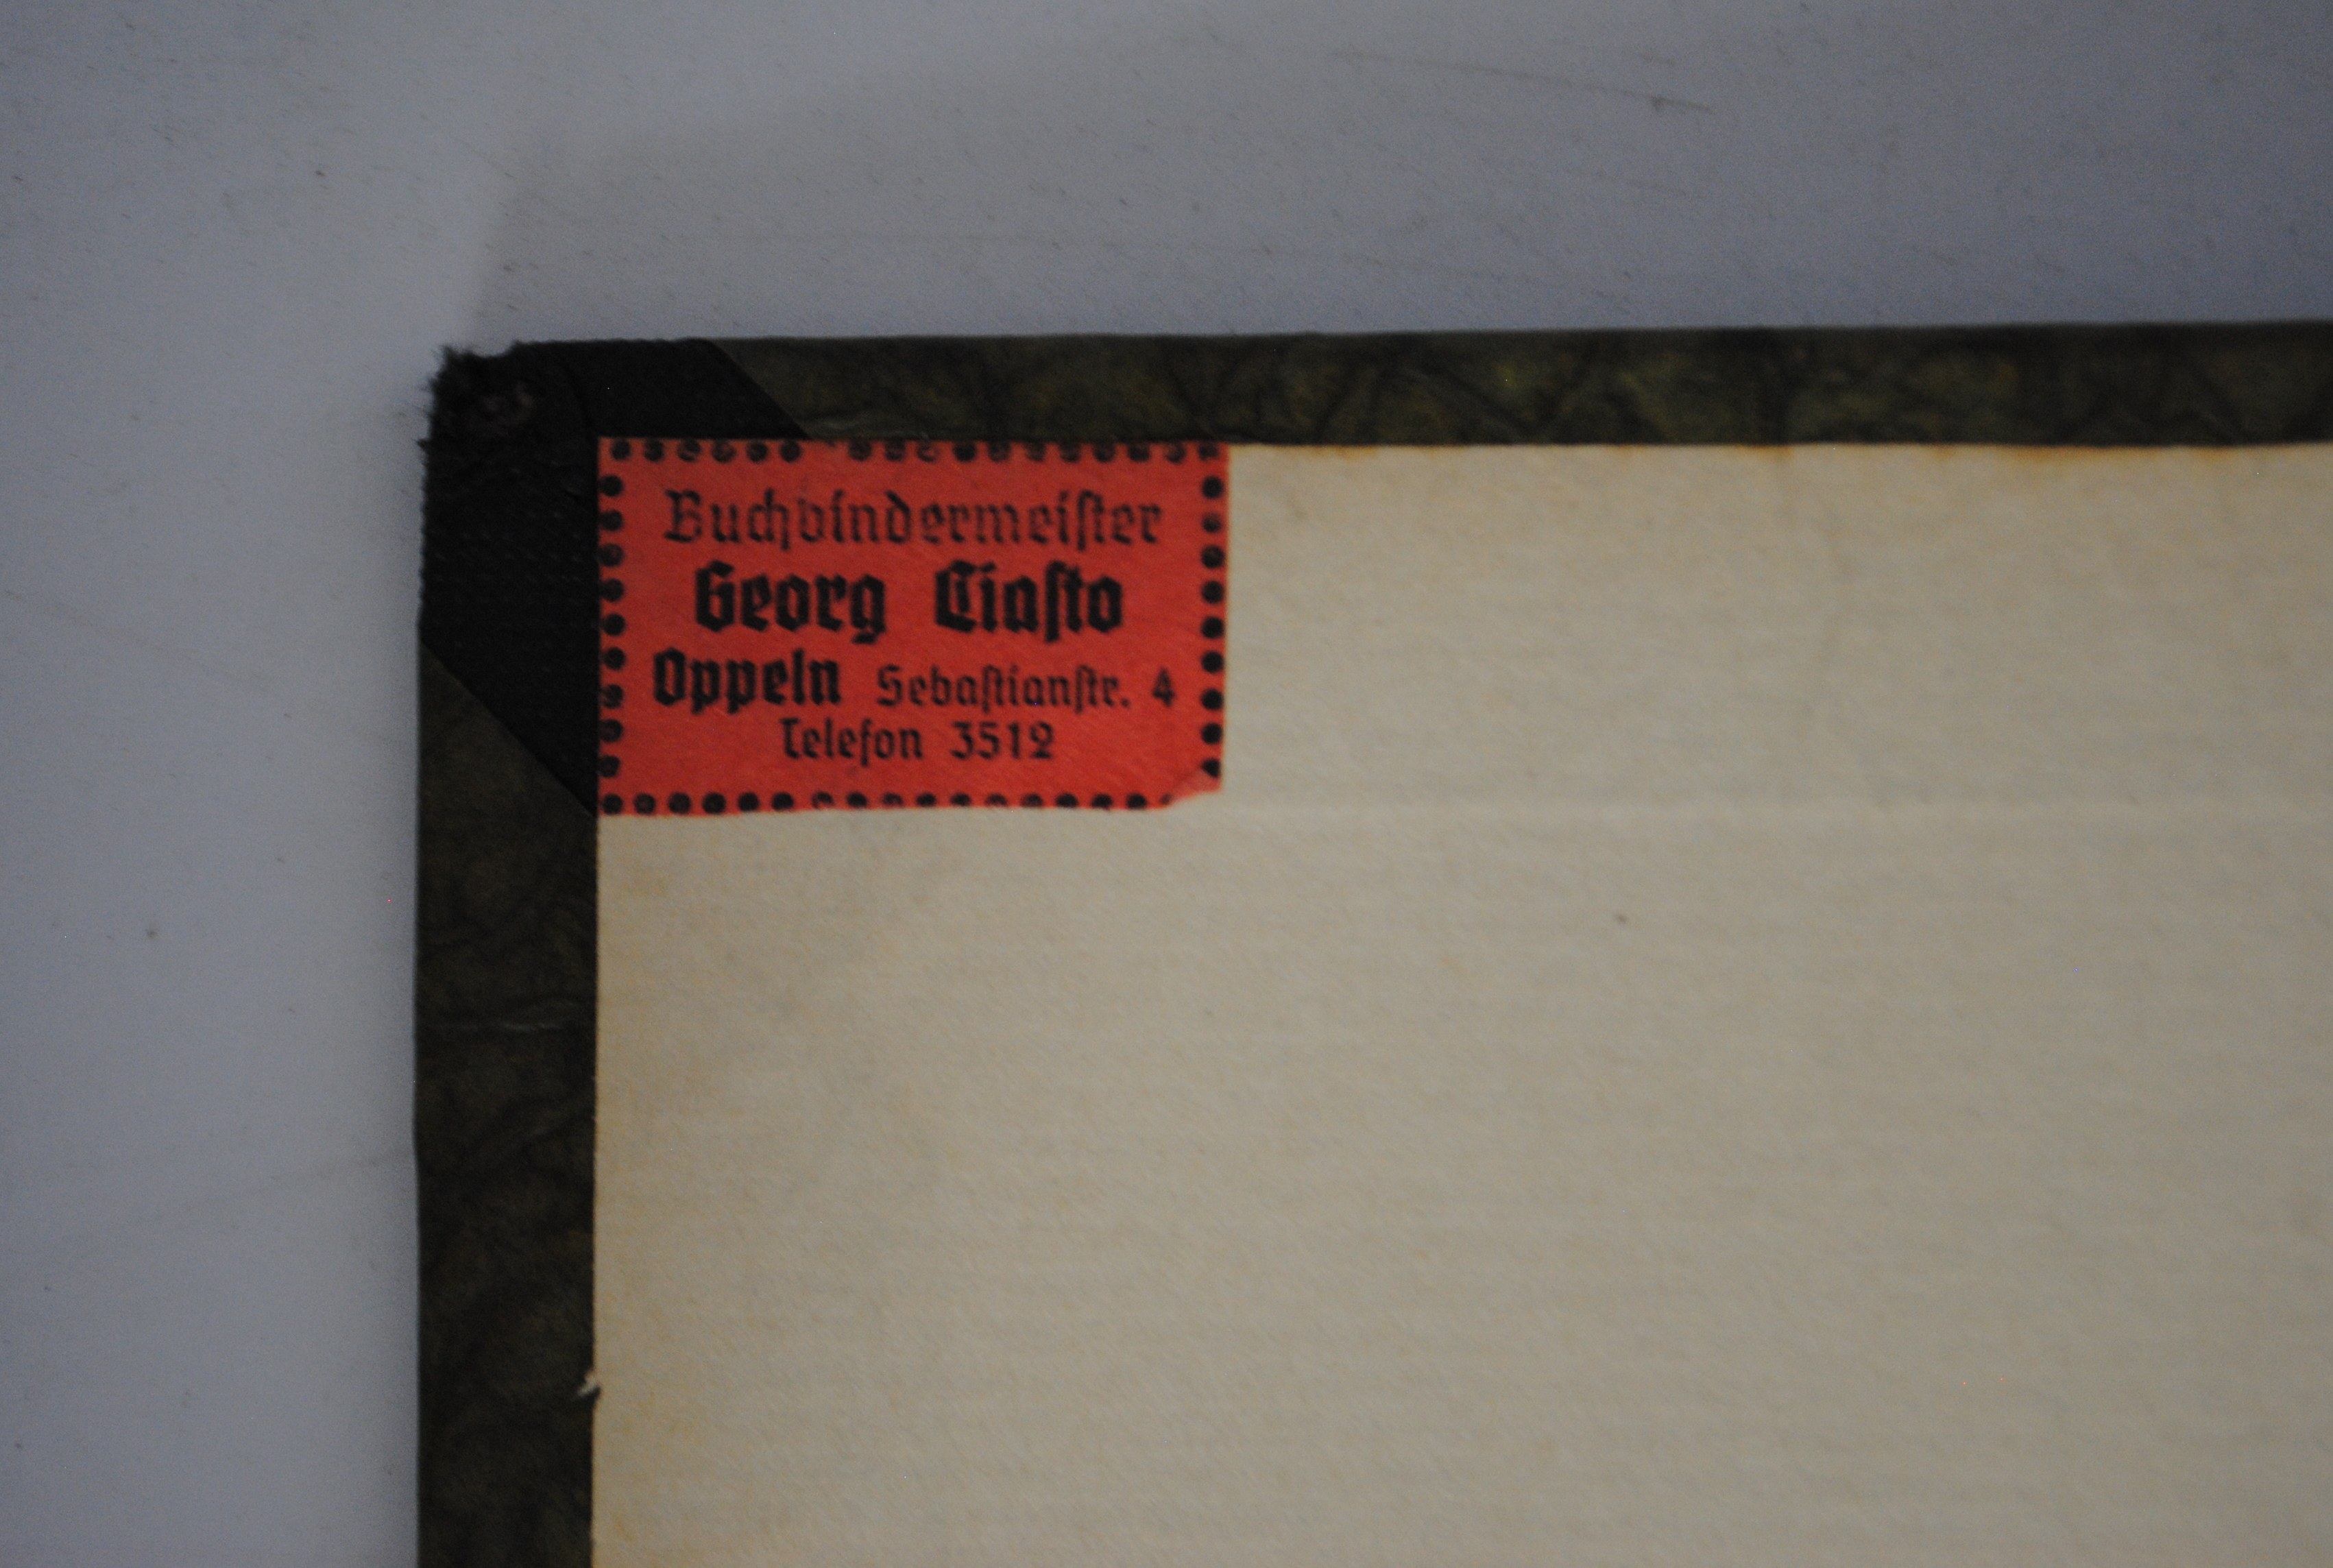 Buchbindermeister
Georg Ciasto
Oppeln Sebastianstr. 4
Telefon 3512